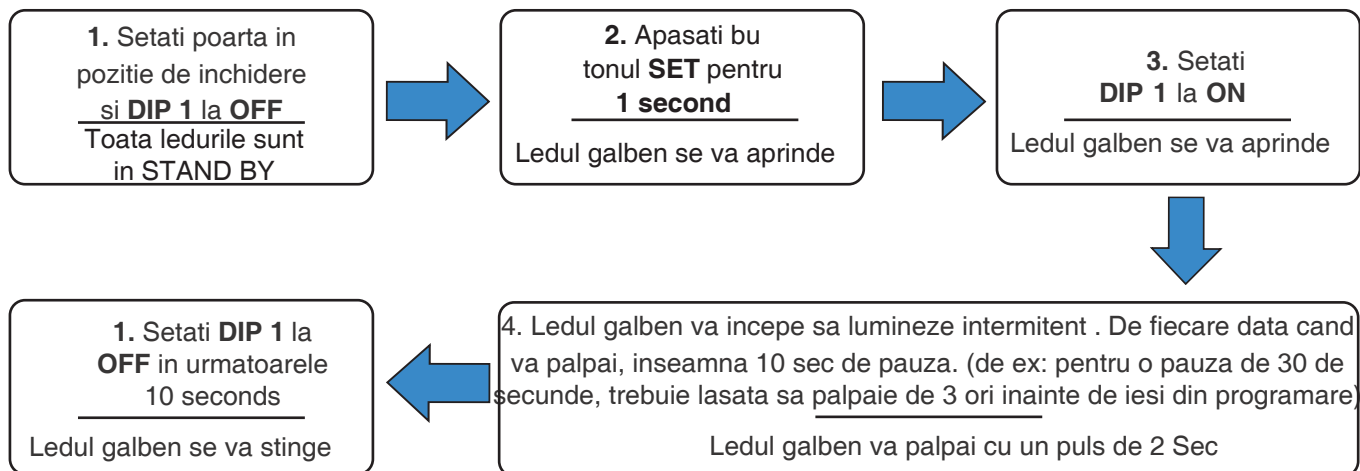 1. Setati poarta in
pozitie de inchidere
si DIP 1 la OFF
Toata ledurile sunt
in STAND BY
2. Apasati bu
tonul SET pentru
1 second
Ledul galben se va aprinde
3. Setati
DIP 1 la ON
Ledul galben se va aprinde
4. Ledul galben va incepe sa lumineze intermitent . De fiecare data cand
va palpai, inseamna 10 sec de pauza. (de ex: pentru o pauza de 30 de
secunde, trebuie lasata sa palpaie de 3 ori inainte de iesi din programare)
Ledul galben va palpai cu un puls de 2 Sec
1. Setati DIP 1 la
OFF in urmatoarele
10 seconds
Ledul galben se va stinge